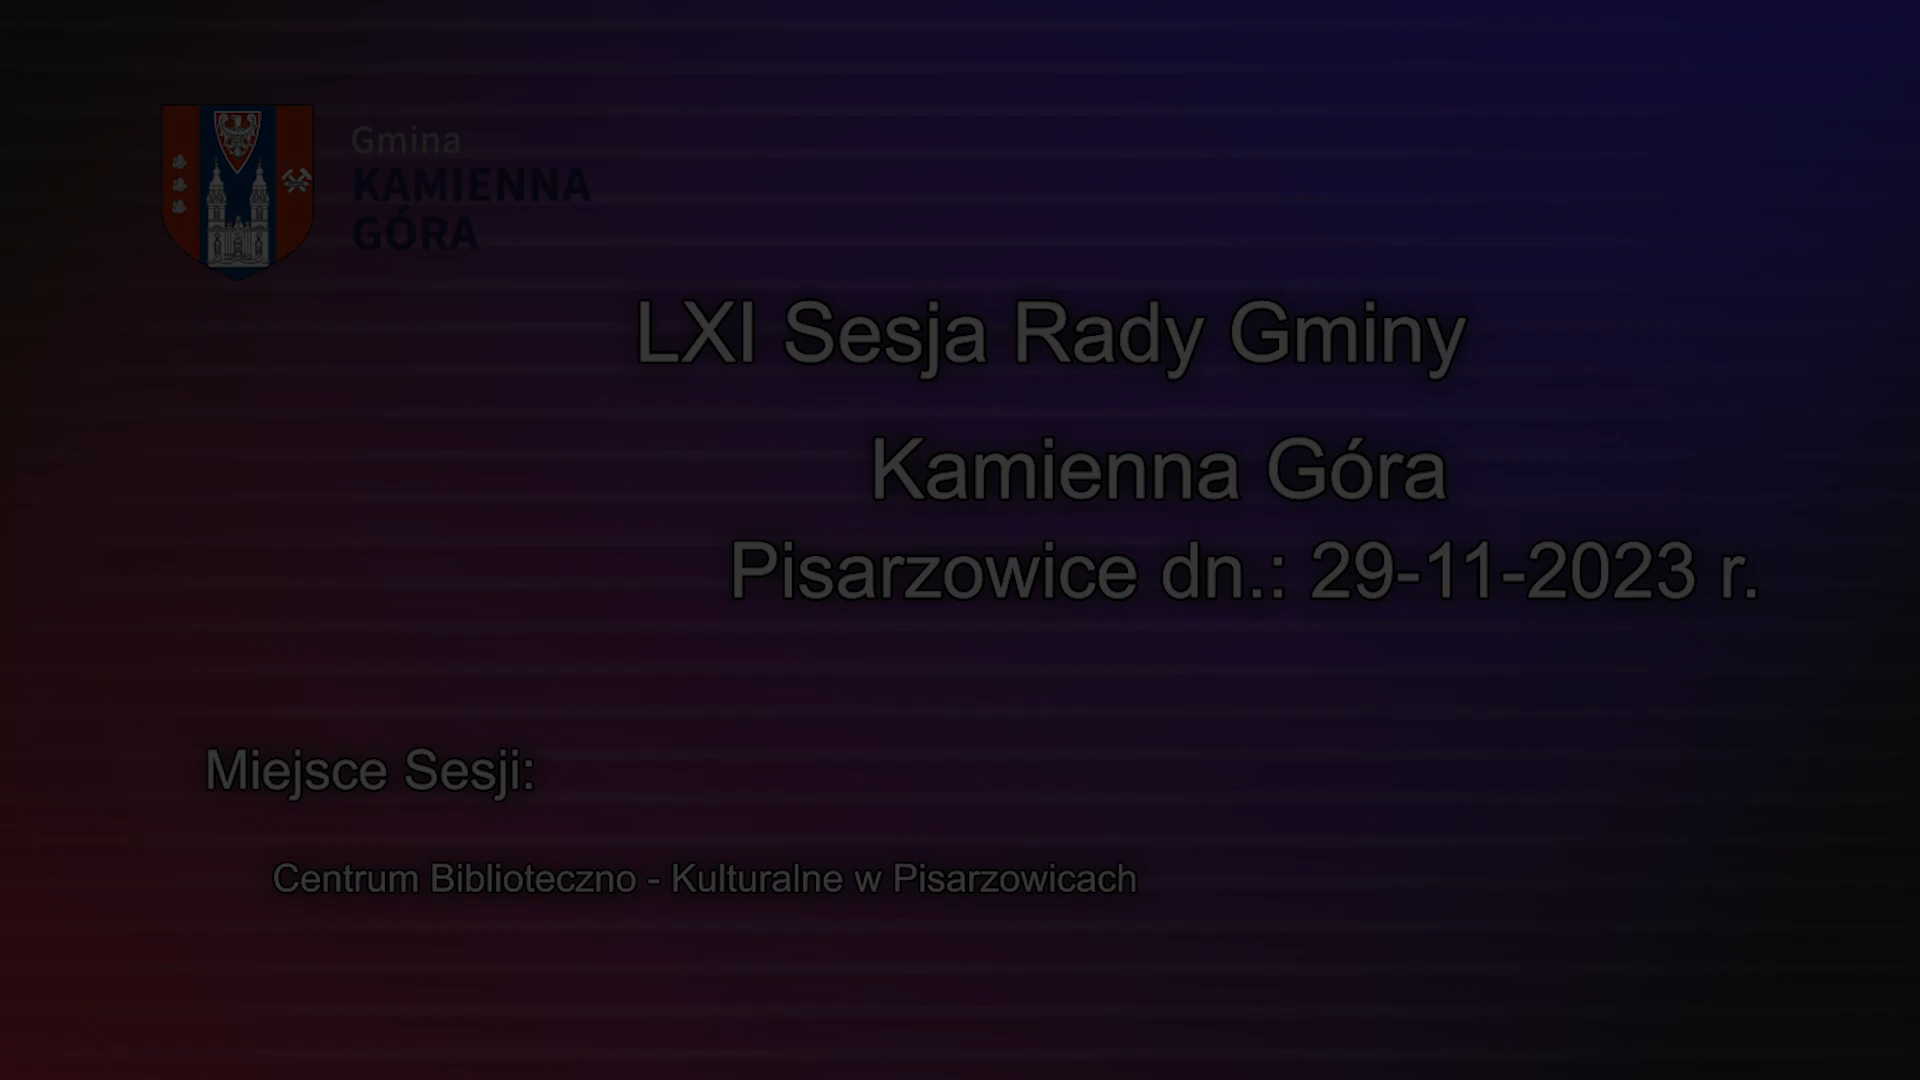 Gmina
KAMIENNA
GÓRA
LXI Sesja Rady Gminy
Kamienna Góra
Pisarzowice dn.: 29-11-2023 r.
Miejsce Sesji:
Centrum Biblioteczno - Kulturalne w Pisarzowicach